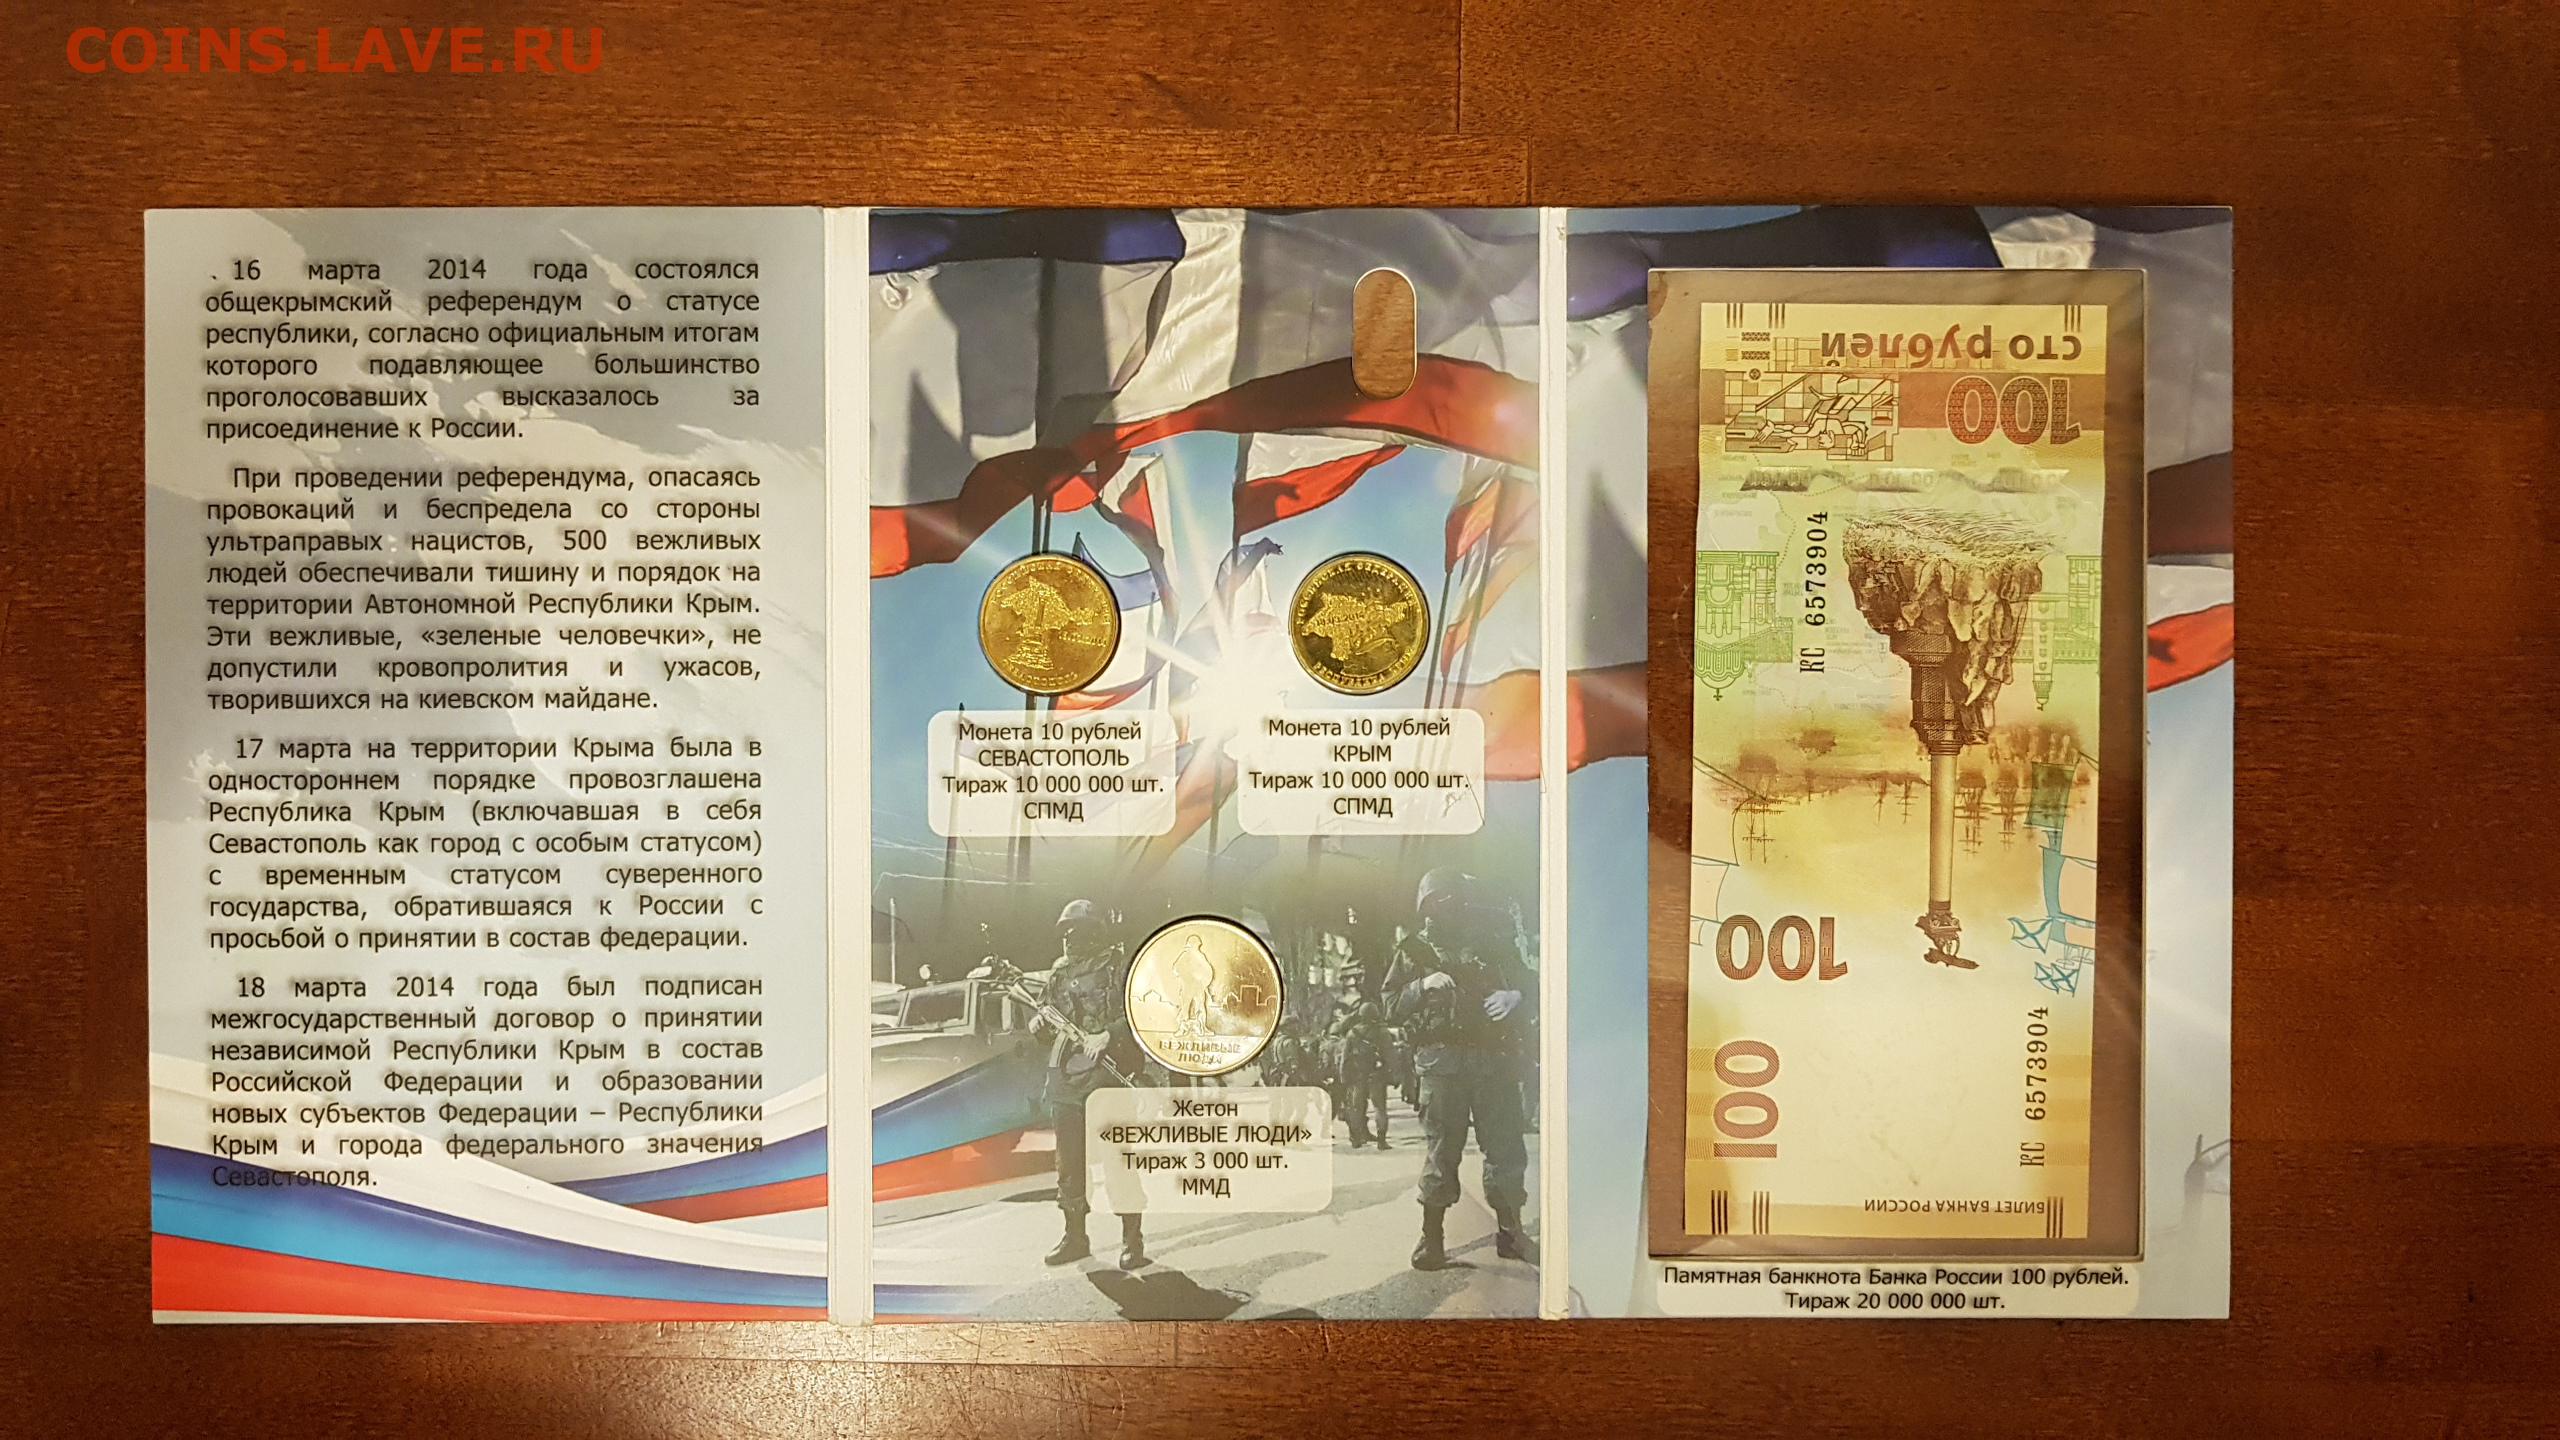 COINS.LAVE.RU
16 марта 2014 года состоялся
общекрымский референдум о статусе
республики, согласно официальным итогам
которого подавляющее большинство
проголосовавших высказалось за
присоединение к России.
При проведении референдума, опасаясь
провокаций и беспредела со стороны
ультраправых нацистов, 500 вежливых
людей обеспечивали тишину и порядок на
территории Автономной Республики Крым.
Эти вежливые, «зеленые человечки», не
допустили кровопролития и ужасов,
творившихся на киевском майдане.
17 марта на территории Крыма была в
одностороннем порядке провозглашена
Республика Крым (включавшая в себя
Севастополь как город с особым статусом)
с временным статусом суверенного
государства, обратившаяся к России с
просьбой о принятии в состав федерации.
18 марта 2014 года был подписан
межгосударственный договор о принятии
независимой Республики Крым в состав
Российской Федерации и образовании
новых субъектов Федерации – Республики
Крым и города федерального значения
Севастополя.
Монета 10 рублей
СЕВАСТОПОЛЬ
Тираж 10 000 000 шт.
СПМД
РОССИЙСКАЯ ФЕДЕРАЦИЯ
РЕСПУБЛИКА КРЫМ
Монета 10 рублей
КРЫМ
Тираж 10 000 000 шт.
СПМД
ВЕЖЛИВЫЕ
ЛЮДИ
Жетон
«ВЕЖЛИВЫЕ ЛЮДИ»
Тираж 3 000 шт.
ММД
сто рублей
100
КС 6573904
100
100
КС 6573904
БИЛЕТ БАНКА РОССИИ
Памятная банкнота Банка России 100 рублей.
Тираж 20 000 000 шт.